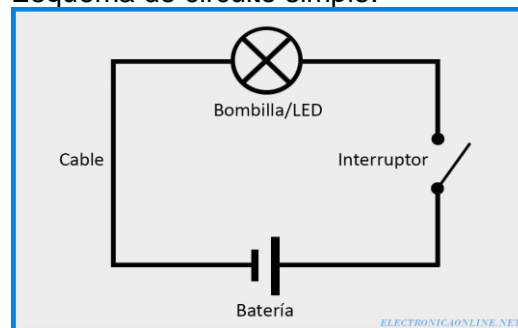 Esquema de circuito simple:
Bombilla/LED
Cable
Interruptor
Batería
ELECTRONICAONLINE.NET